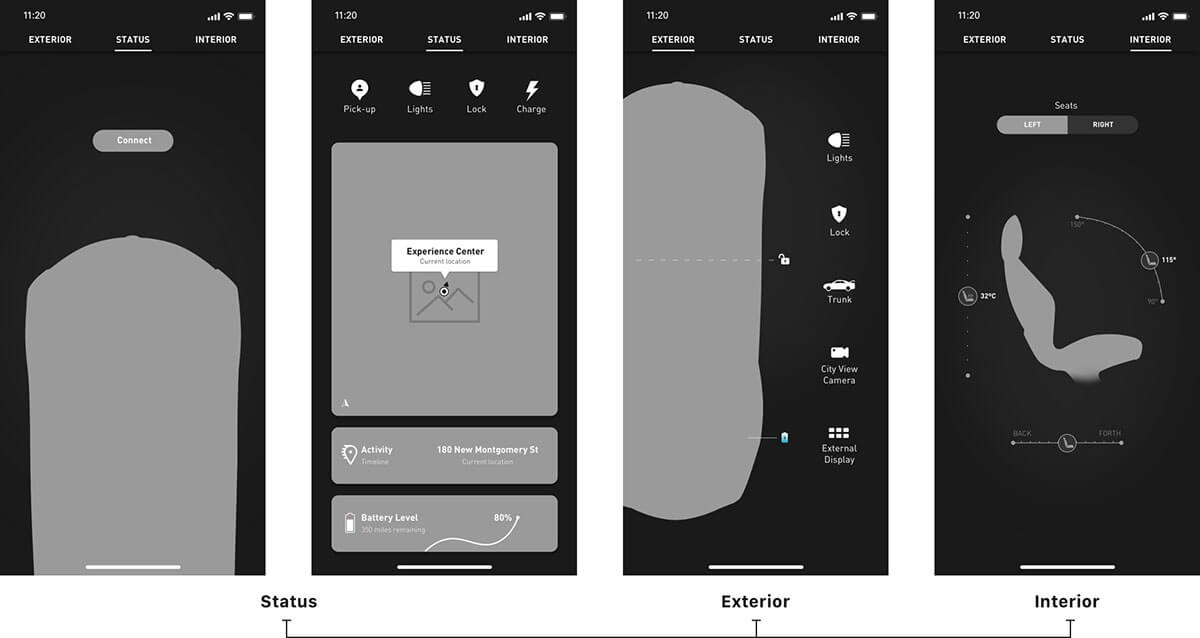 11:20
EXTERIOR STATUS INTERIOR
Connect
11:20
EXTERIOR STATUS INTERIOR
Pick-up Lights Lock Charge
Experience Center
Current location
A
Activity
Timeline
180 New Montgomery St
Current location
Battery Level
350 miles remaining
80%
11:20
EXTERIOR STATUS INTERIOR
Lights
Lock
Trunk
City View
Camera
External
Display
11:20
EXTERIOR STATUS INTERIOR
Seats
LEFT RIGHT
150°
115°
90°
32°C
BACK FORTH
Status Exterior Interior